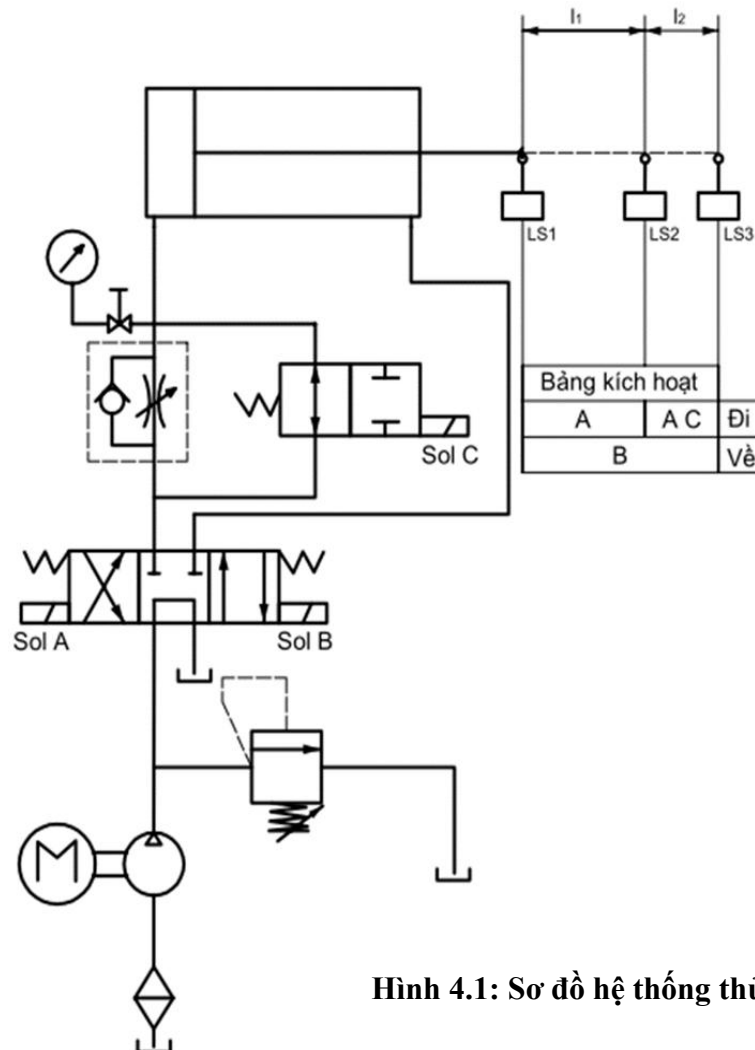 l₁ l₂
LS1 LS2 LS3
Bảng kích hoạt
A A C Đi
B Về
Sol C
Sol A Sol B
M
Hình 4.1: Sơ đồ hệ thống